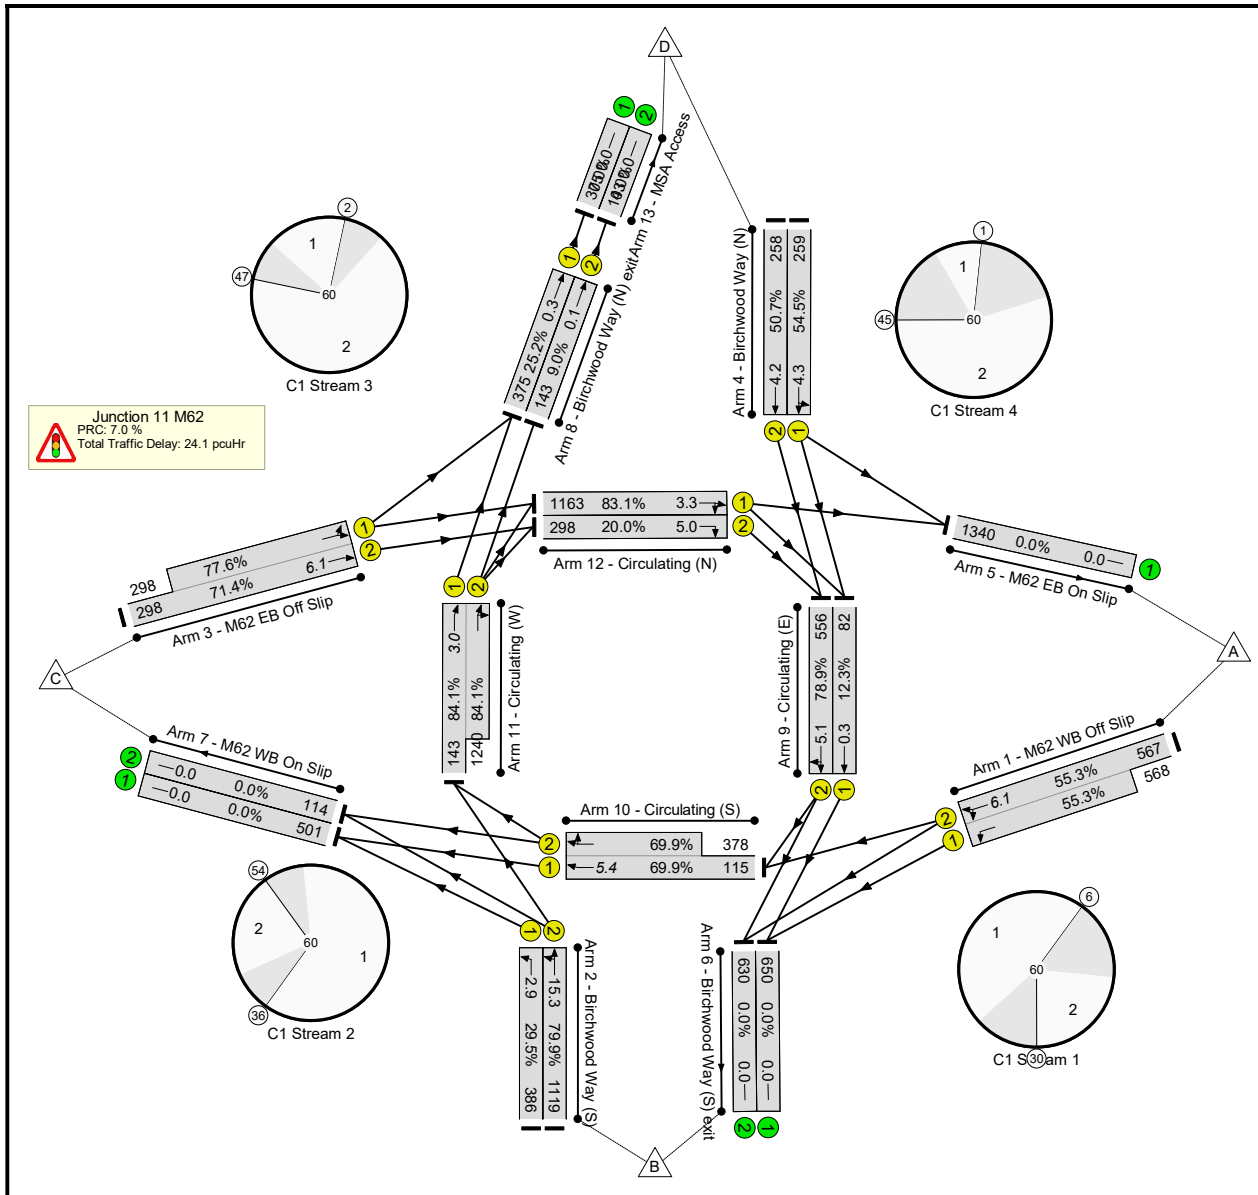 D
1
2
Arm 13 - MSA Access
1
2
Arm 8 - Birchwood Way (N) exit
375 25.2% 0.3
143 9.0% 0.1
2
1
47
2
60
C1 Stream 3
Arm 4 - Birchwood Way (N)
258 50.7% 4.2
259 54.5% 4.3
2
1
1
1
45
60
2
C1 Stream 4
Junction 11 M62
PRC: 7.0 %
Total Traffic Delay: 24.1 pcuHr
1163 83.1% 3.3
298 20.0% 5.0
1
2
Arm 12 - Circulating (N)
1340 0.0% 0.0
1
Arm 5 - M62 EB On Slip
298 77.6%
298 71.4% 6.1
1
2
Arm 3 - M62 EB Off Slip
1
2
Arm 11 - Circulating (W)
143 84.1% 3.0
1240 84.1%
Arm 9 - Circulating (E)
556 78.9% 5.1
82 12.3% 0.3
2
1
C
A
Arm 7 - M62 WB On Slip
2
1
0.0 0.0% 114
0.0 0.0% 501
Arm 1 - M62 WB Off Slip
6.1 55.3% 567
55.3% 568
2
1
Arm 10 - Circulating (S)
2
1
69.9% 378
5.4 69.9% 115
54
2
60
1
36
C1 Stream 2
1
2
Arm 2 - Birchwood Way (S)
2.9 29.5% 386
15.3 79.9% 1119
Arm 6 - Birchwood Way (S) exit
630 0.0% 0.0
650 0.0% 0.0
2
1
6
1
60
2
30
C1
B